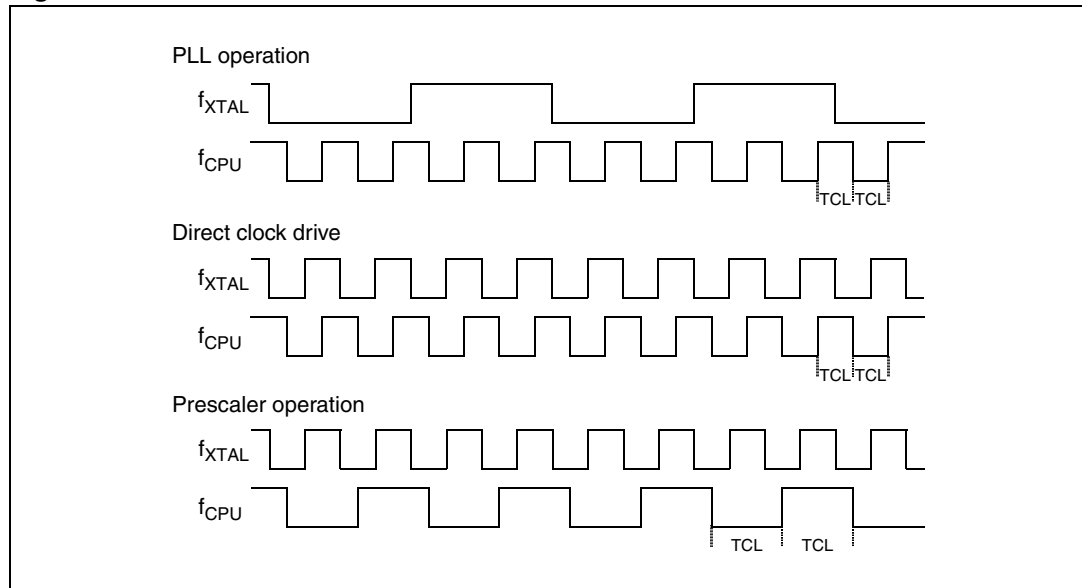 PLL operation
fXTAL
fCPU
TCL TCL
Direct clock drive
fXTAL
fCPU
TCL TCL
Prescaler operation
fXTAL
fCPU
TCL TCL